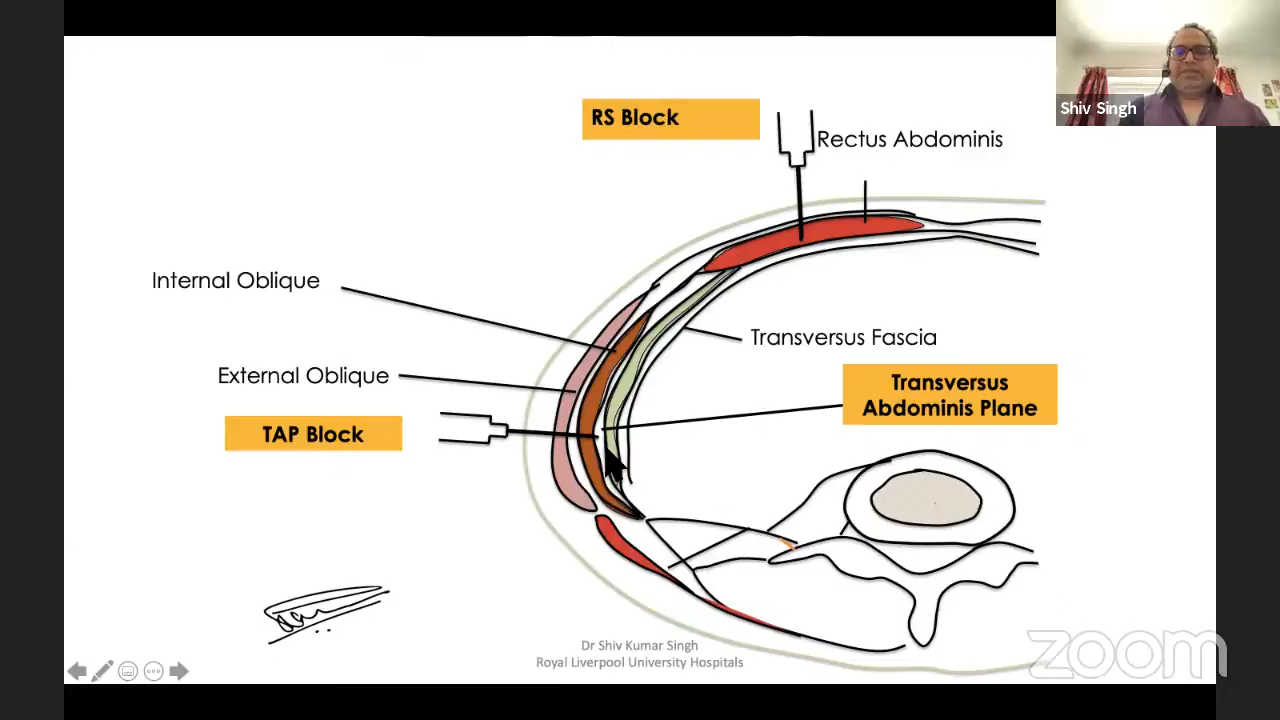 Shiv Singh
RS Block
Rectus Abdominis
Internal Oblique
Transversus Fascia
External Oblique
Transversus
Abdominis Plane
TAP Block
Dr Shiv Kumar Singh
Royal Liverpool University Hospitals
zoom